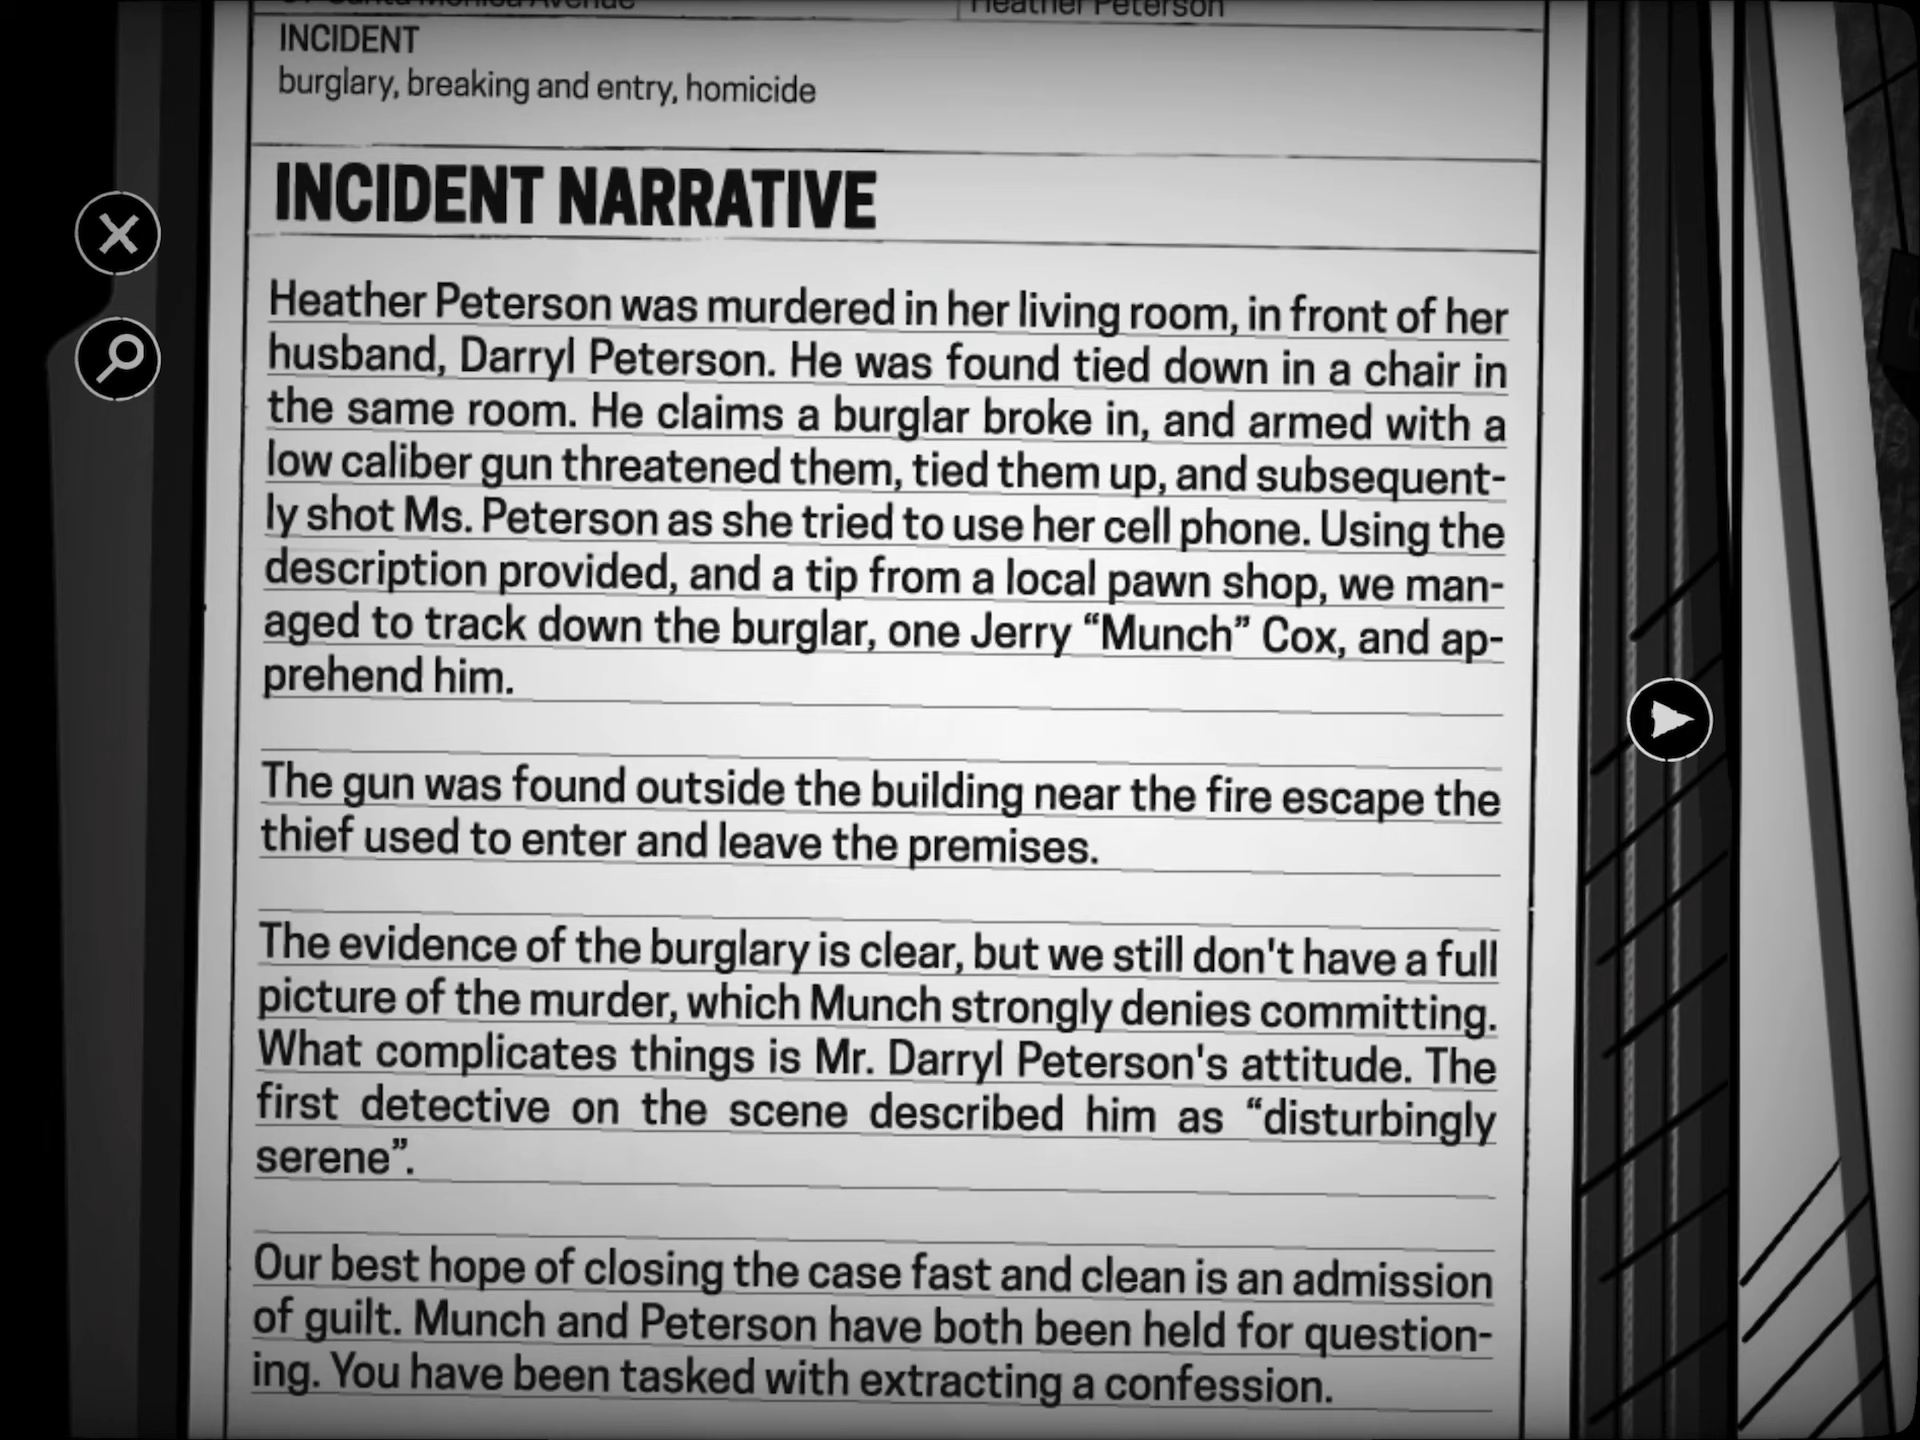 Heather Peterson
INCIDENT
burglary, breaking and entry, homicide
INCIDENT NARRATIVE
Heather Peterson was murdered in her living room, in front of her
husband, Darryl Peterson. He was found tied down in a chair in
the same room. He claims a burglar broke in, and armed with a
low caliber gun threatened them, tied them up, and subsequent-
ly shot Ms. Peterson as she tried to use her cell phone. Using the
description provided, and a tip from a local pawn shop, we man-
aged to track down the burglar, one Jerry “Munch” Cox, and ap-
prehend him.
The gun was found outside the building near the fire escape the
thief used to enter and leave the premises.
The evidence of the burglary is clear, but we still don't have a full
picture of the murder, which Munch strongly denies committing.
What complicates things is Mr. Darryl Peterson's attitude. The
first detective on the scene described him as “disturbingly
serene”.
Our best hope of closing the case fast and clean is an admission
of guilt. Munch and Peterson have both been held for question-
ing. You have been tasked with extracting a confession.